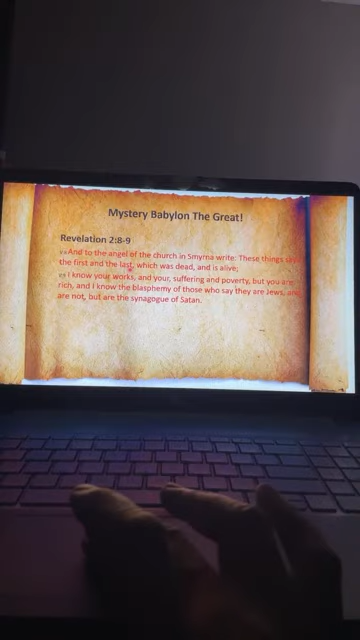 Mystery Babylon The Great!
Revelation 2:8-9
V8 And to the angel of the church in Smyrna write: These things says
the first and the last, which was dead, and is alive;
V9 I know your works, and your, suffering and poverty, but you are
rich, and I know the blasphemy of those who say they are Jews, and
are not, but are the synagogue of Satan.